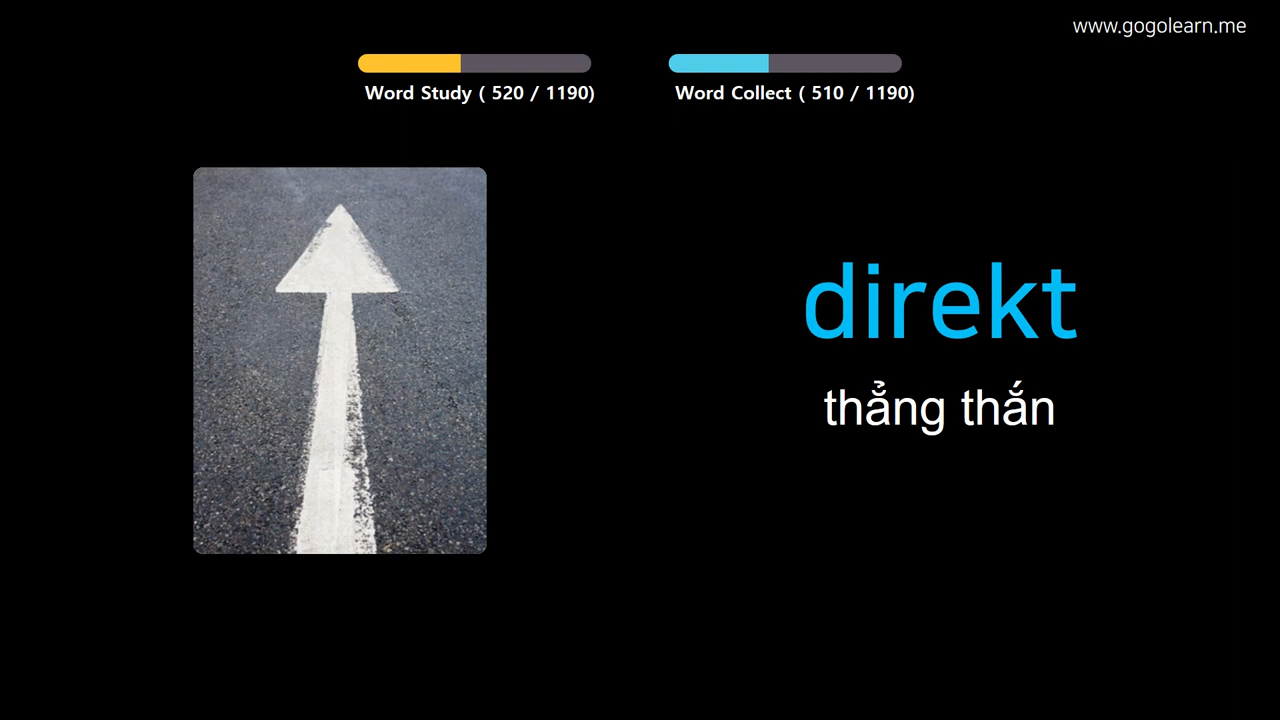 www.gogolearn.me
Word Study ( 520 / 1190)
Word Collect ( 510 / 1190)
direkt
thẳng thắn